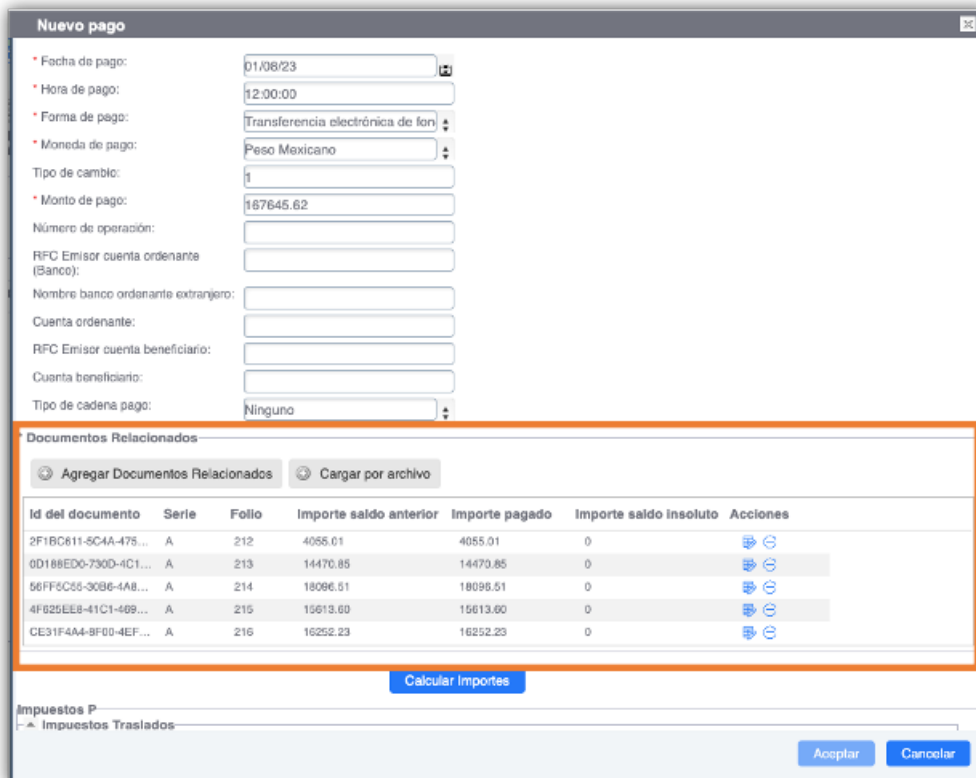 Nuevo pago
* Fecha de pago: 01/08/23
* Hora de pago: 12:00:00
* Forma de pago: Transferencia electrónica de fon
* Moneda de pago: Peso Mexicano
Tipo de cambio: 1
* Monto de pago: 167645.62
Número de operación:
RFC Emisor cuenta ordenante
(Banco):
Nombre banco ordenante extranjero:
Cuenta ordenante:
RFC Emisor cuenta beneficiario:
Cuenta beneficiario:
Tipo de cadena pago: Ninguno
* Documentos Relacionados
Agregar Documentos Relacionados Cargar por archivo
Id del documento Serie Folio Importe saldo anterior Importe pagado Importe saldo insoluto Acciones
2F1BC611-5C4A-475... A 212 4055.01 4055.01 0
0D188ED0-730D-4C1... A 213 14470.85 14470.85 0
56FF5C55-30B6-4A8... A 214 18096.51 18096.51 0
4F625EE8-41C1-469... A 215 15613.60 15613.60 0
CE31F4A4-8F00-4EF... A 216 16252.23 16252.23 0
Calcular Importes
Impuestos P
Impuestos Traslados
Aceptar Cancelar